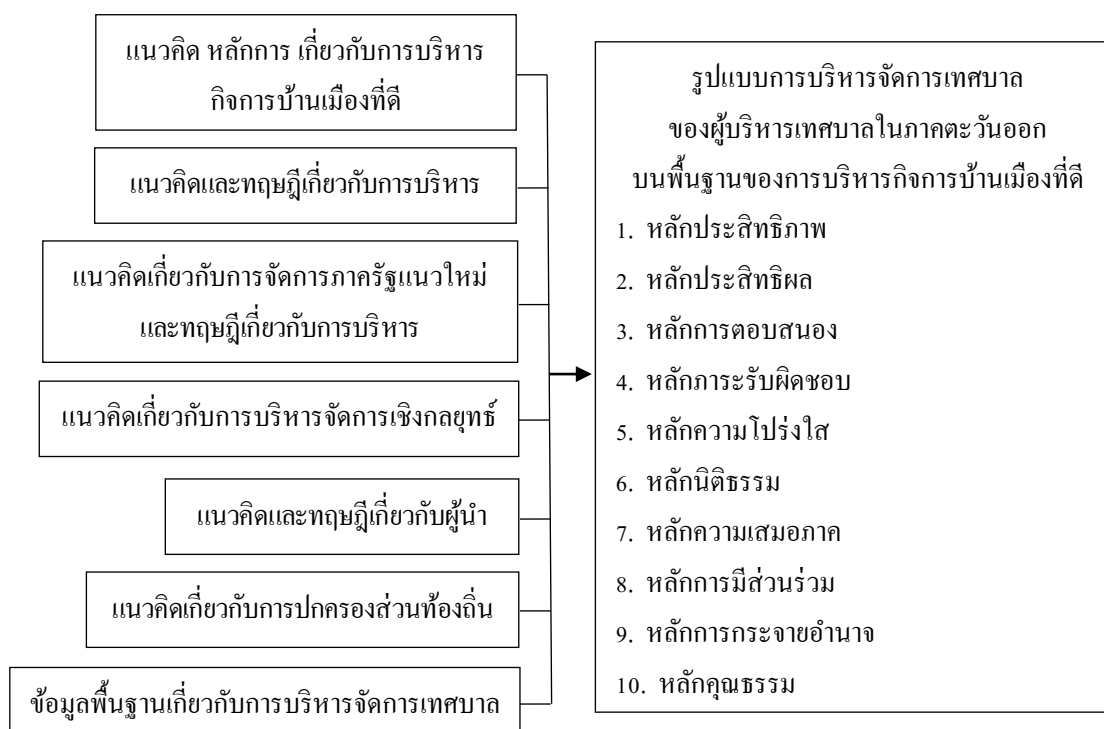 แนวคิด หลักการ เกี่ยวกับการบริหาร
กิจการบ้านเมืองที่ดี
แนวคิดและทฤษฎีเกี่ยวกับการบริหาร
แนวคิดเกี่ยวกับการจัดการภาครัฐแนวใหม่
และทฤษฎีเกี่ยวกับการบริหาร
แนวคิดเกี่ยวกับการบริหารจัดการเชิงกลยุทธ์
แนวคิดและทฤษฎีเกี่ยวกับผู้นำ
แนวคิดเกี่ยวกับการปกครองส่วนท้องถิ่น
ข้อมูลพื้นฐานเกี่ยวกับการบริหารจัดการเทศบาล
รูปแบบการบริหารจัดการเทศบาล
ของผู้บริหารเทศบาลในภาคตะวันออก
บนพื้นฐานของการบริหารกิจการบ้านเมืองที่ดี
1. หลักประสิทธิภาพ
2. หลักประสิทธิผล
3. หลักการตอบสนอง
4. หลักภาระรับผิดชอบ
5. หลักความโปร่งใส
6. หลักนิติธรรม
7. หลักความเสมอภาค
8. หลักการมีส่วนร่วม
9. หลักการกระจายอำนาจ
10. หลักคุณธรรม